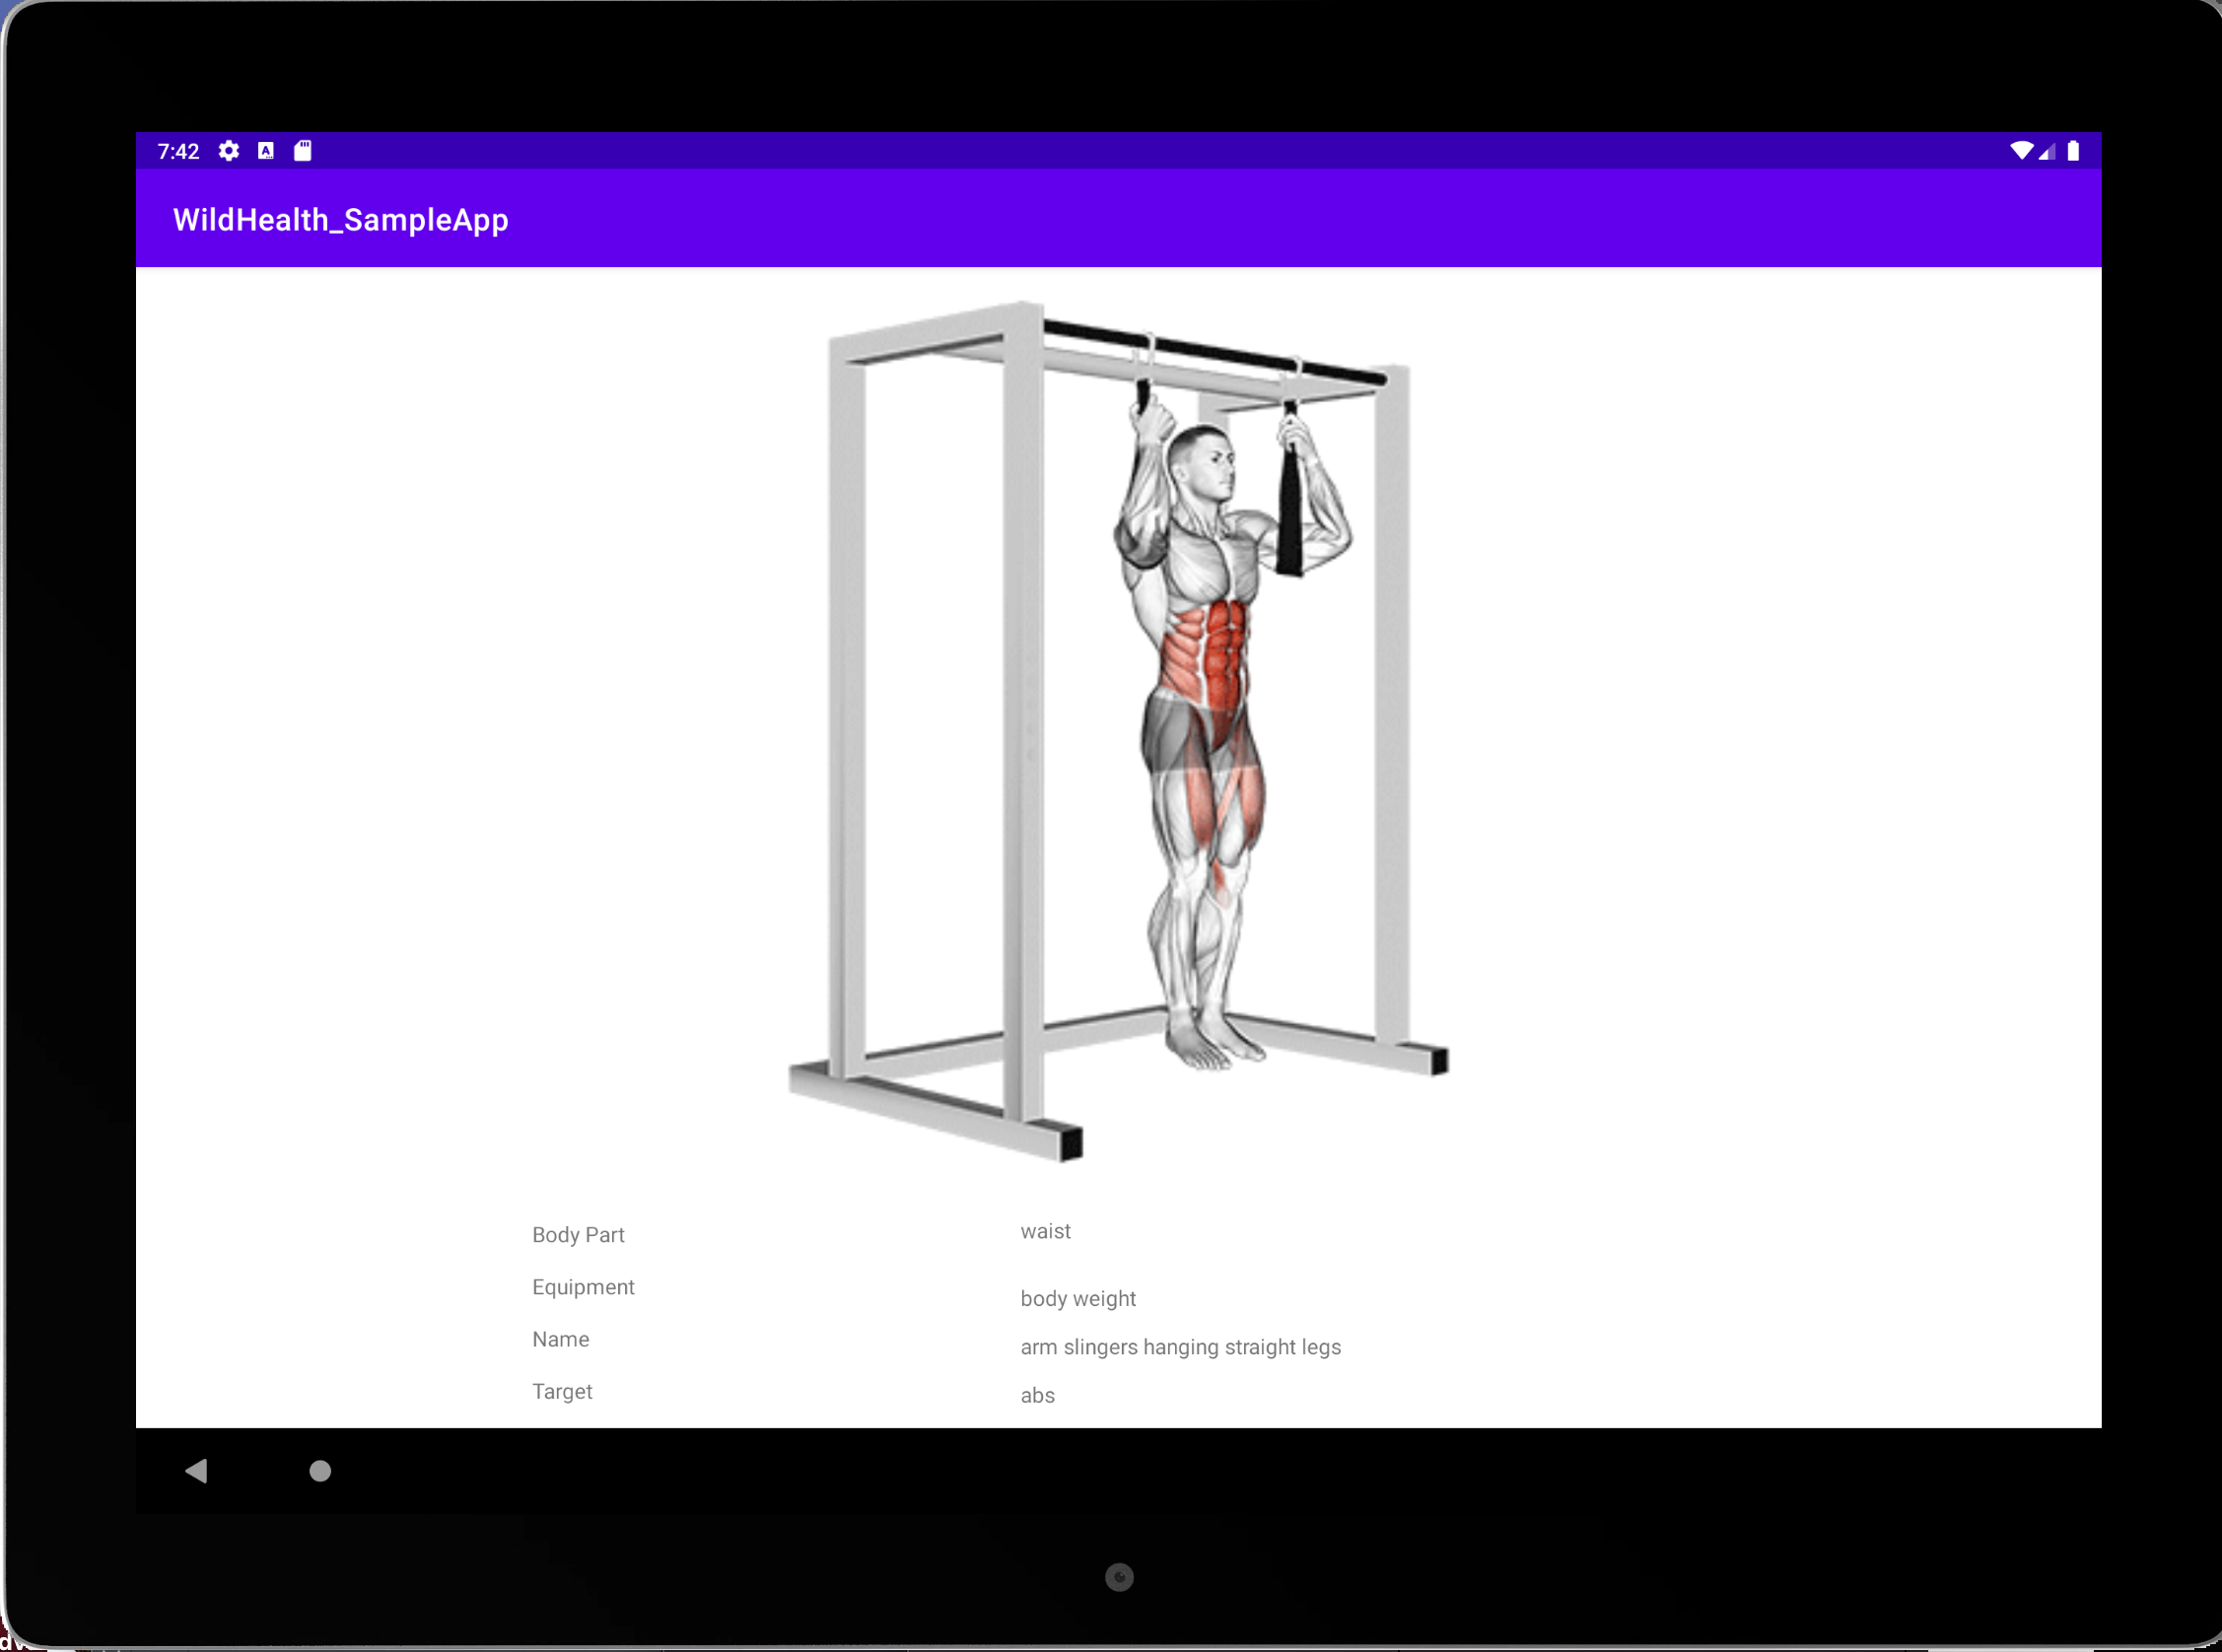 7:42
WildHealth_SampleApp
Body Part
waist
Equipment
body weight
Name
arm slingers hanging straight legs
Target
abs